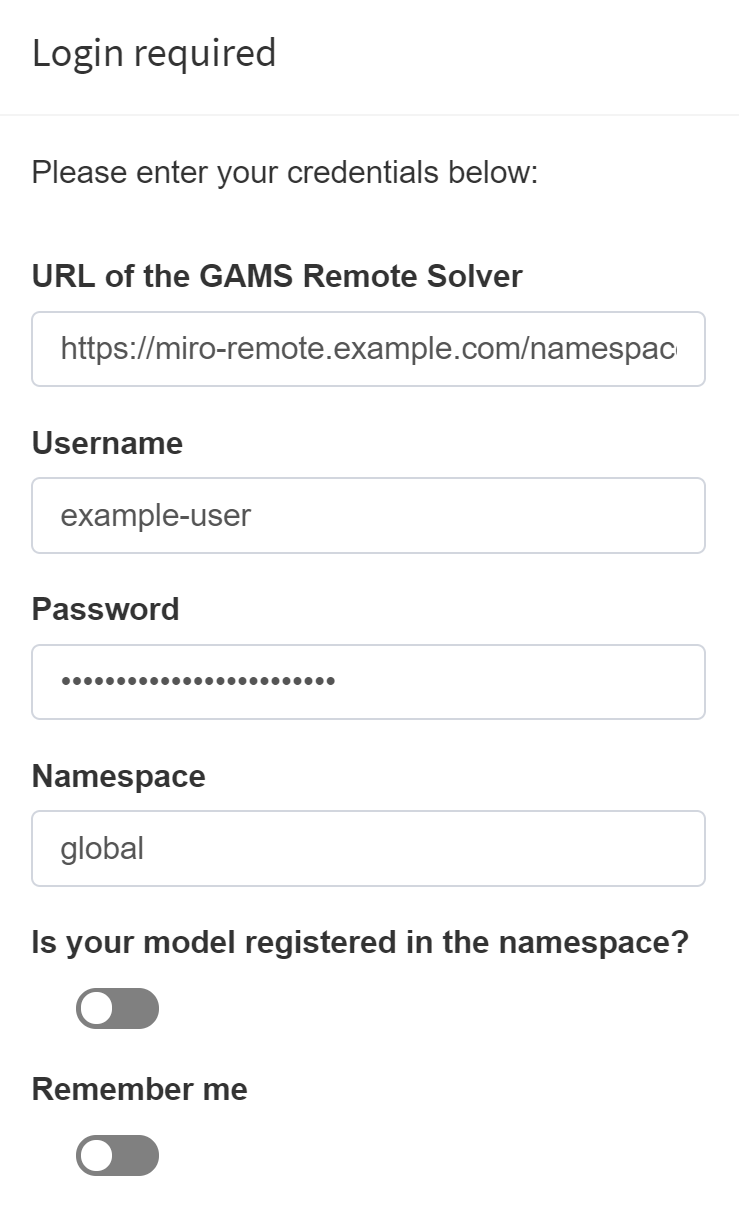 Login required
Please enter your credentials below:
URL of the GAMS Remote Solver
https://miro-remote.example.com/namespac
Username
example-user
Password
•••••••••••••••••••••••••
Namespace
global
Is your model registered in the namespace?
Remember me